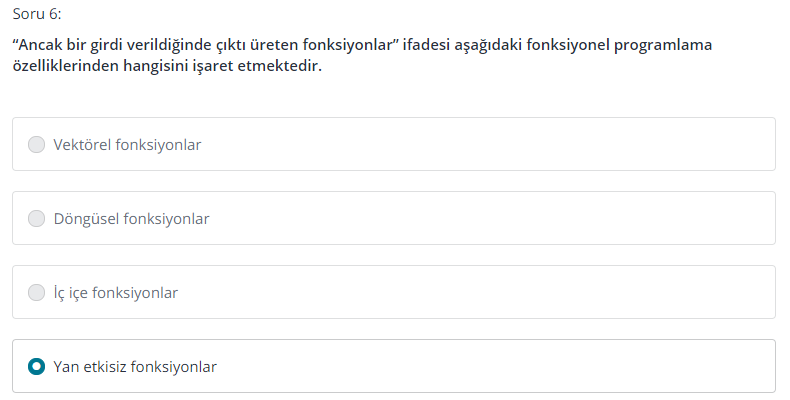 Soru 6:
“Ancak bir girdi verildiğinde çıktı üreten fonksiyonlar” ifadesi aşağıdaki fonksiyonel programlama
özelliklerinden hangisini işaret etmektedir.
Vektörel fonksiyonlar
Döngüsel fonksiyonlar
İç içe fonksiyonlar
Yan etkisiz fonksiyonlar